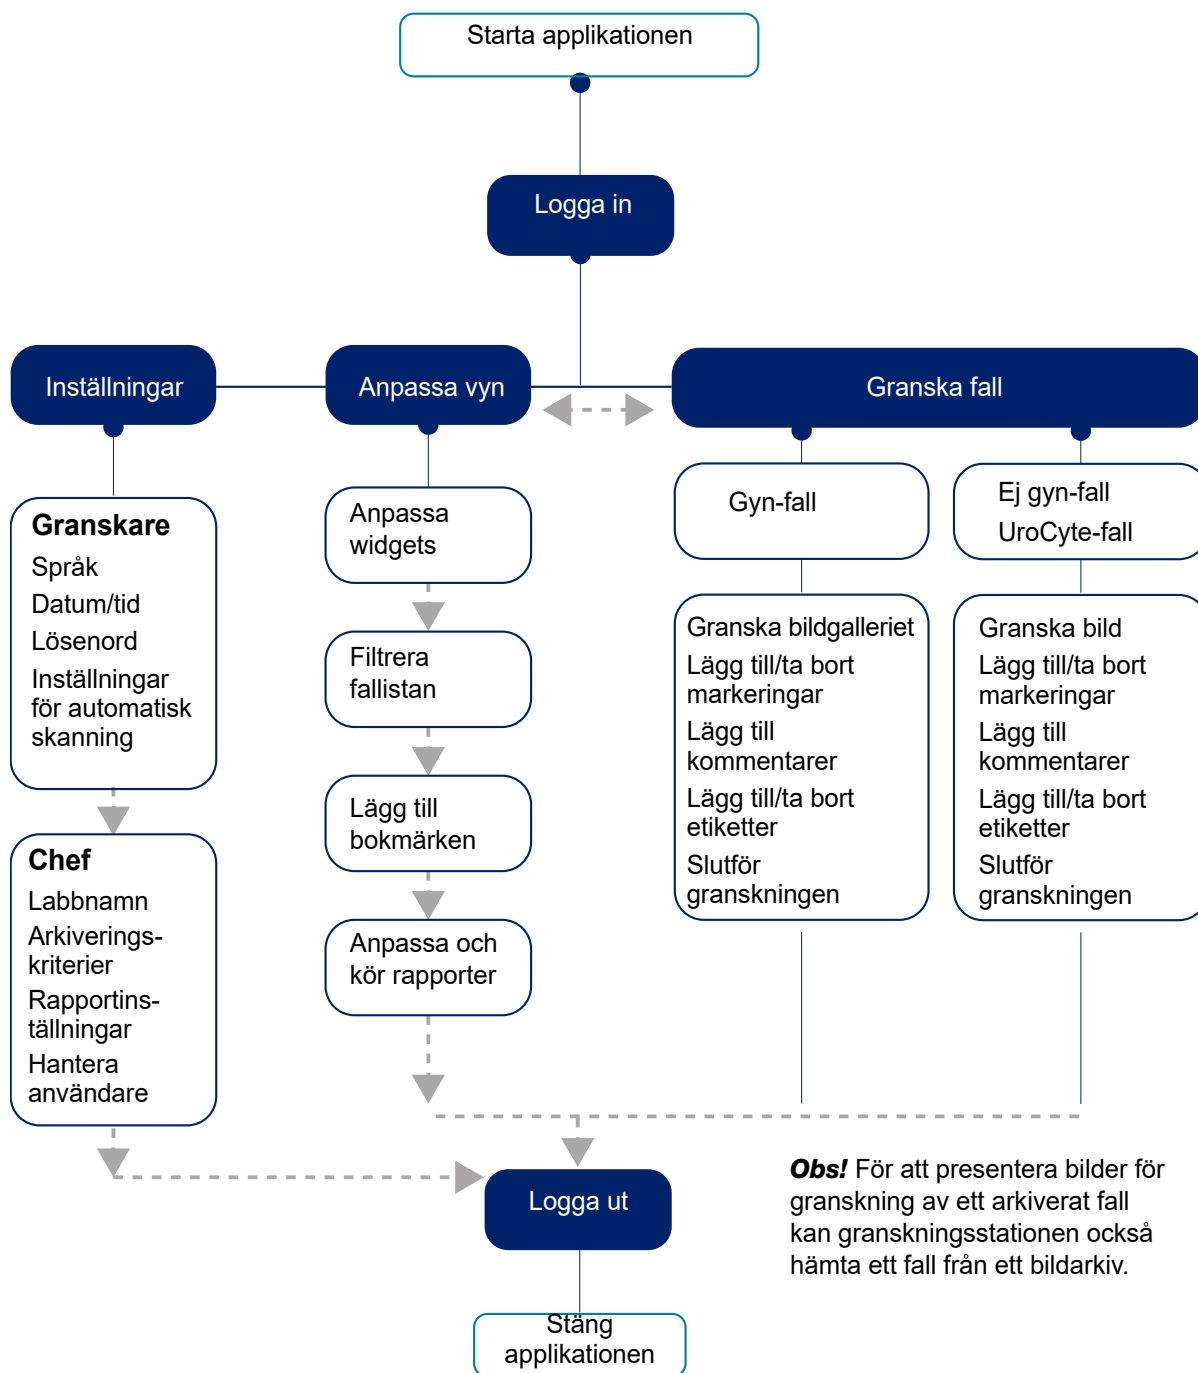 Starta applikationen
Logga in
Inställningar
Anpassa vyn
Granska fall
Granskare
Språk
Datum/tid
Lösenord
Inställningar
för automatisk
skanning
Chef
Labbnamn
Arkiverings-
kriterier
Rapportins-
tällningar
Hantera
användare
Anpassa
widgets
Filtrera
fallistan
Lägg till
bokmärken
Anpassa och
kör rapporter
Gyn-fall
Granska bildgalleriet
Lägg till/ta bort
markeringar
Lägg till
kommentarer
Lägg till/ta bort
etiketter
Slutför
granskningen
Ej gyn-fall
UroCyte-fall
Granska bild
Lägg till/ta bort
markeringar
Lägg till
kommentarer
Lägg till/ta bort
etiketter
Slutför
granskningen
Logga ut
Obs! För att presentera bilder för
granskning av ett arkiverat fall
kan granskningsstationen också
hämta ett fall från ett bildarkiv.
Stäng
applikationen